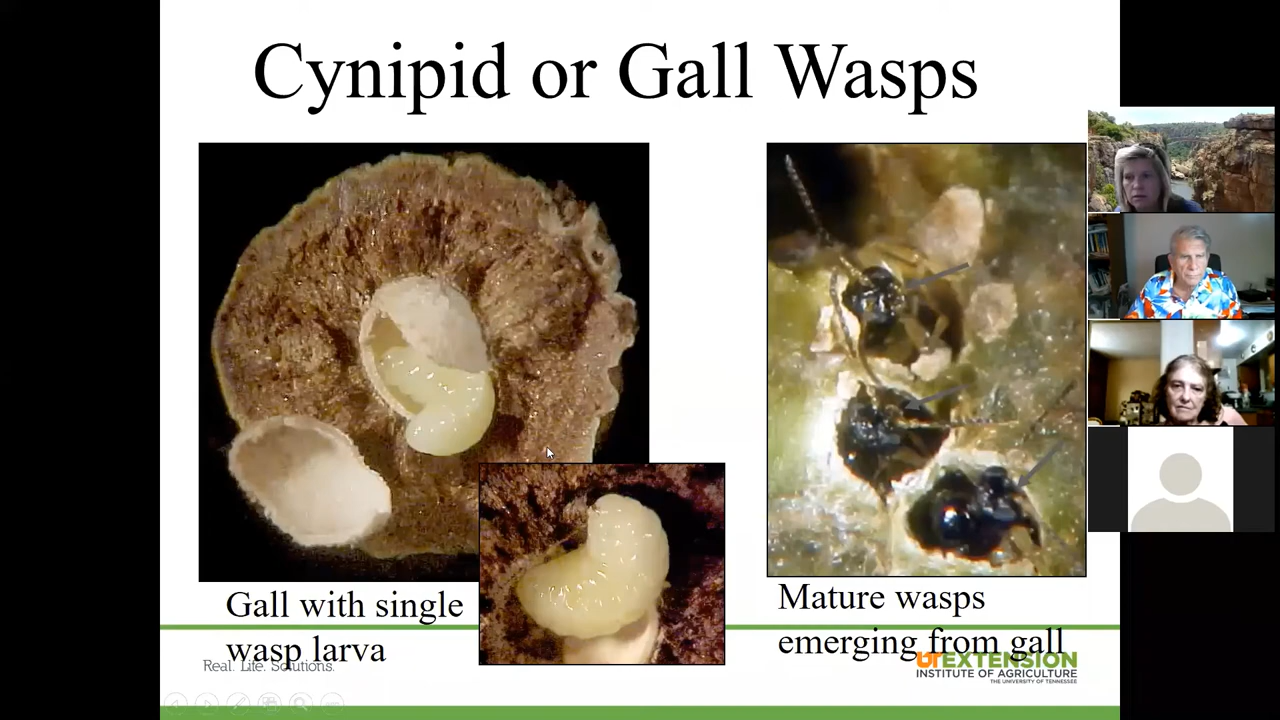 Cynipid or Gall Wasps
Gall with single
wasp larva
Mature wasps
emerging from gall
Real. Life. Solutions.
UT EXTENSION
INSTITUTE OF AGRICULTURE
THE UNIVERSITY OF TENNESSEE